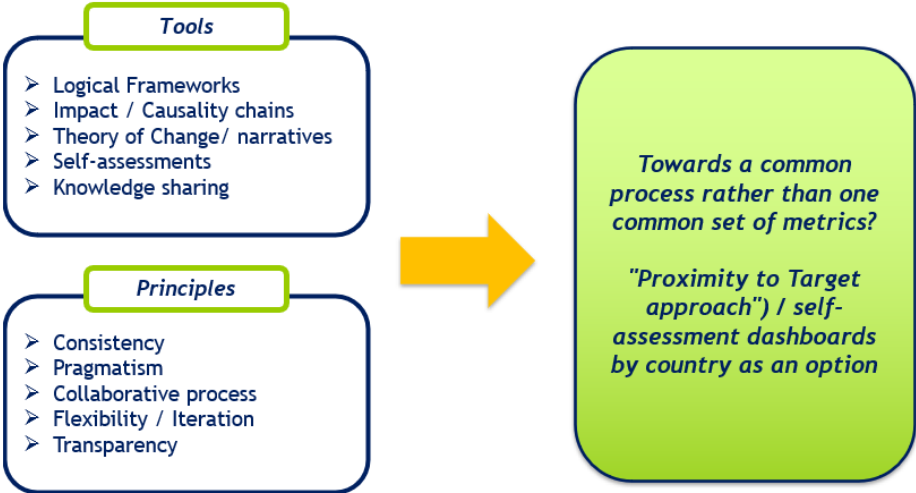 Tools
➢ Logical Frameworks
➢ Impact / Causality chains
➢ Theory of Change/ narratives
➢ Self-assessments
➢ Knowledge sharing
Principles
➢ Consistency
➢ Pragmatism
➢ Collaborative process
➢ Flexibility / Iteration
➢ Transparency
Towards a common
process rather than one
common set of metrics?
"Proximity to Target
approach") / self-
assessment dashboards
by country as an option